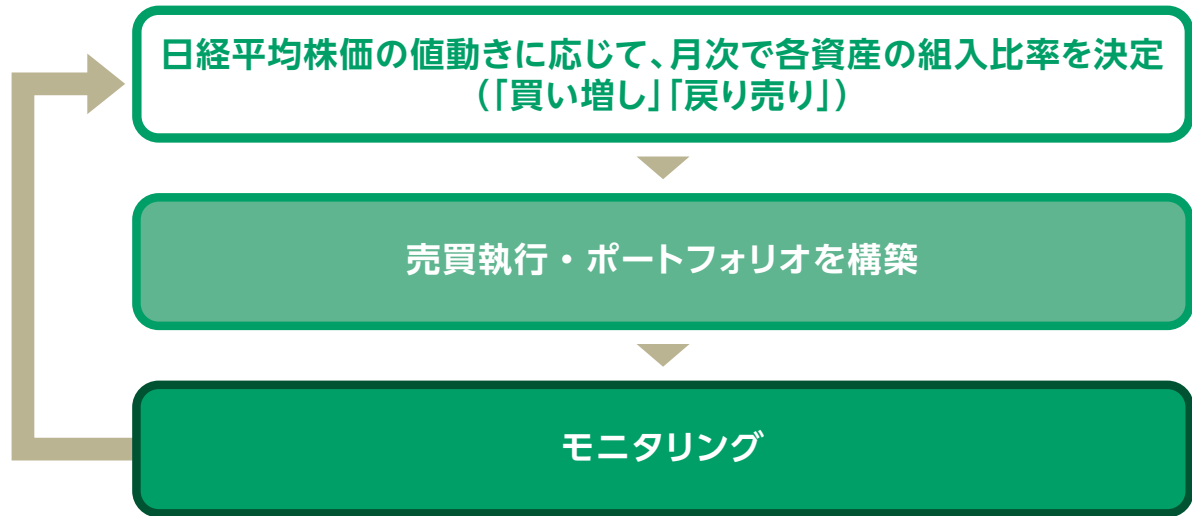 日経平均株価の値動きに応じて、月次で各資産の組入比率を決定
（「買い増し」「戻り売り」）
売買執行・ポートフォリオを構築
モニタリング